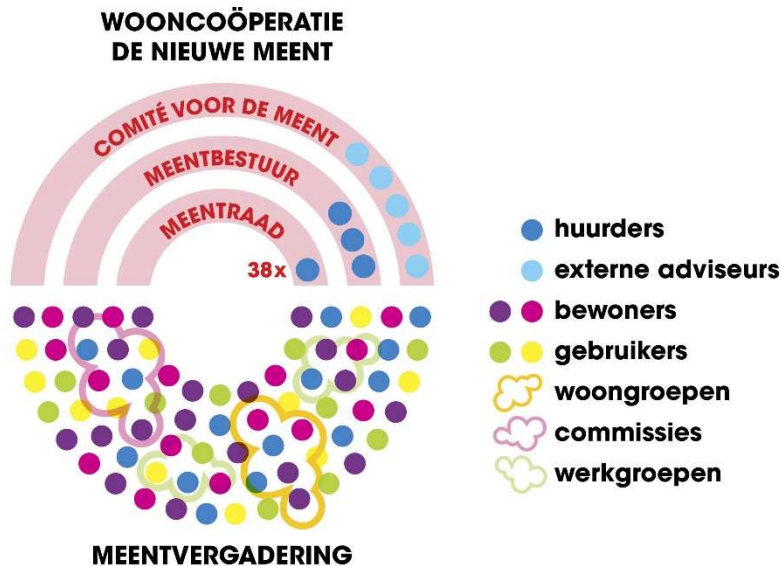 WOONCOÖPERATIE
DE NIEUWE MEENT
COMITÉ VOOR DE MEENT
MEENTBESTUUR
MEENTRAAD
38x
huurders
externe adviseurs
bewoners
gebruikers
woongroepen
commissies
werkgroepen
MEENTVERGADERING